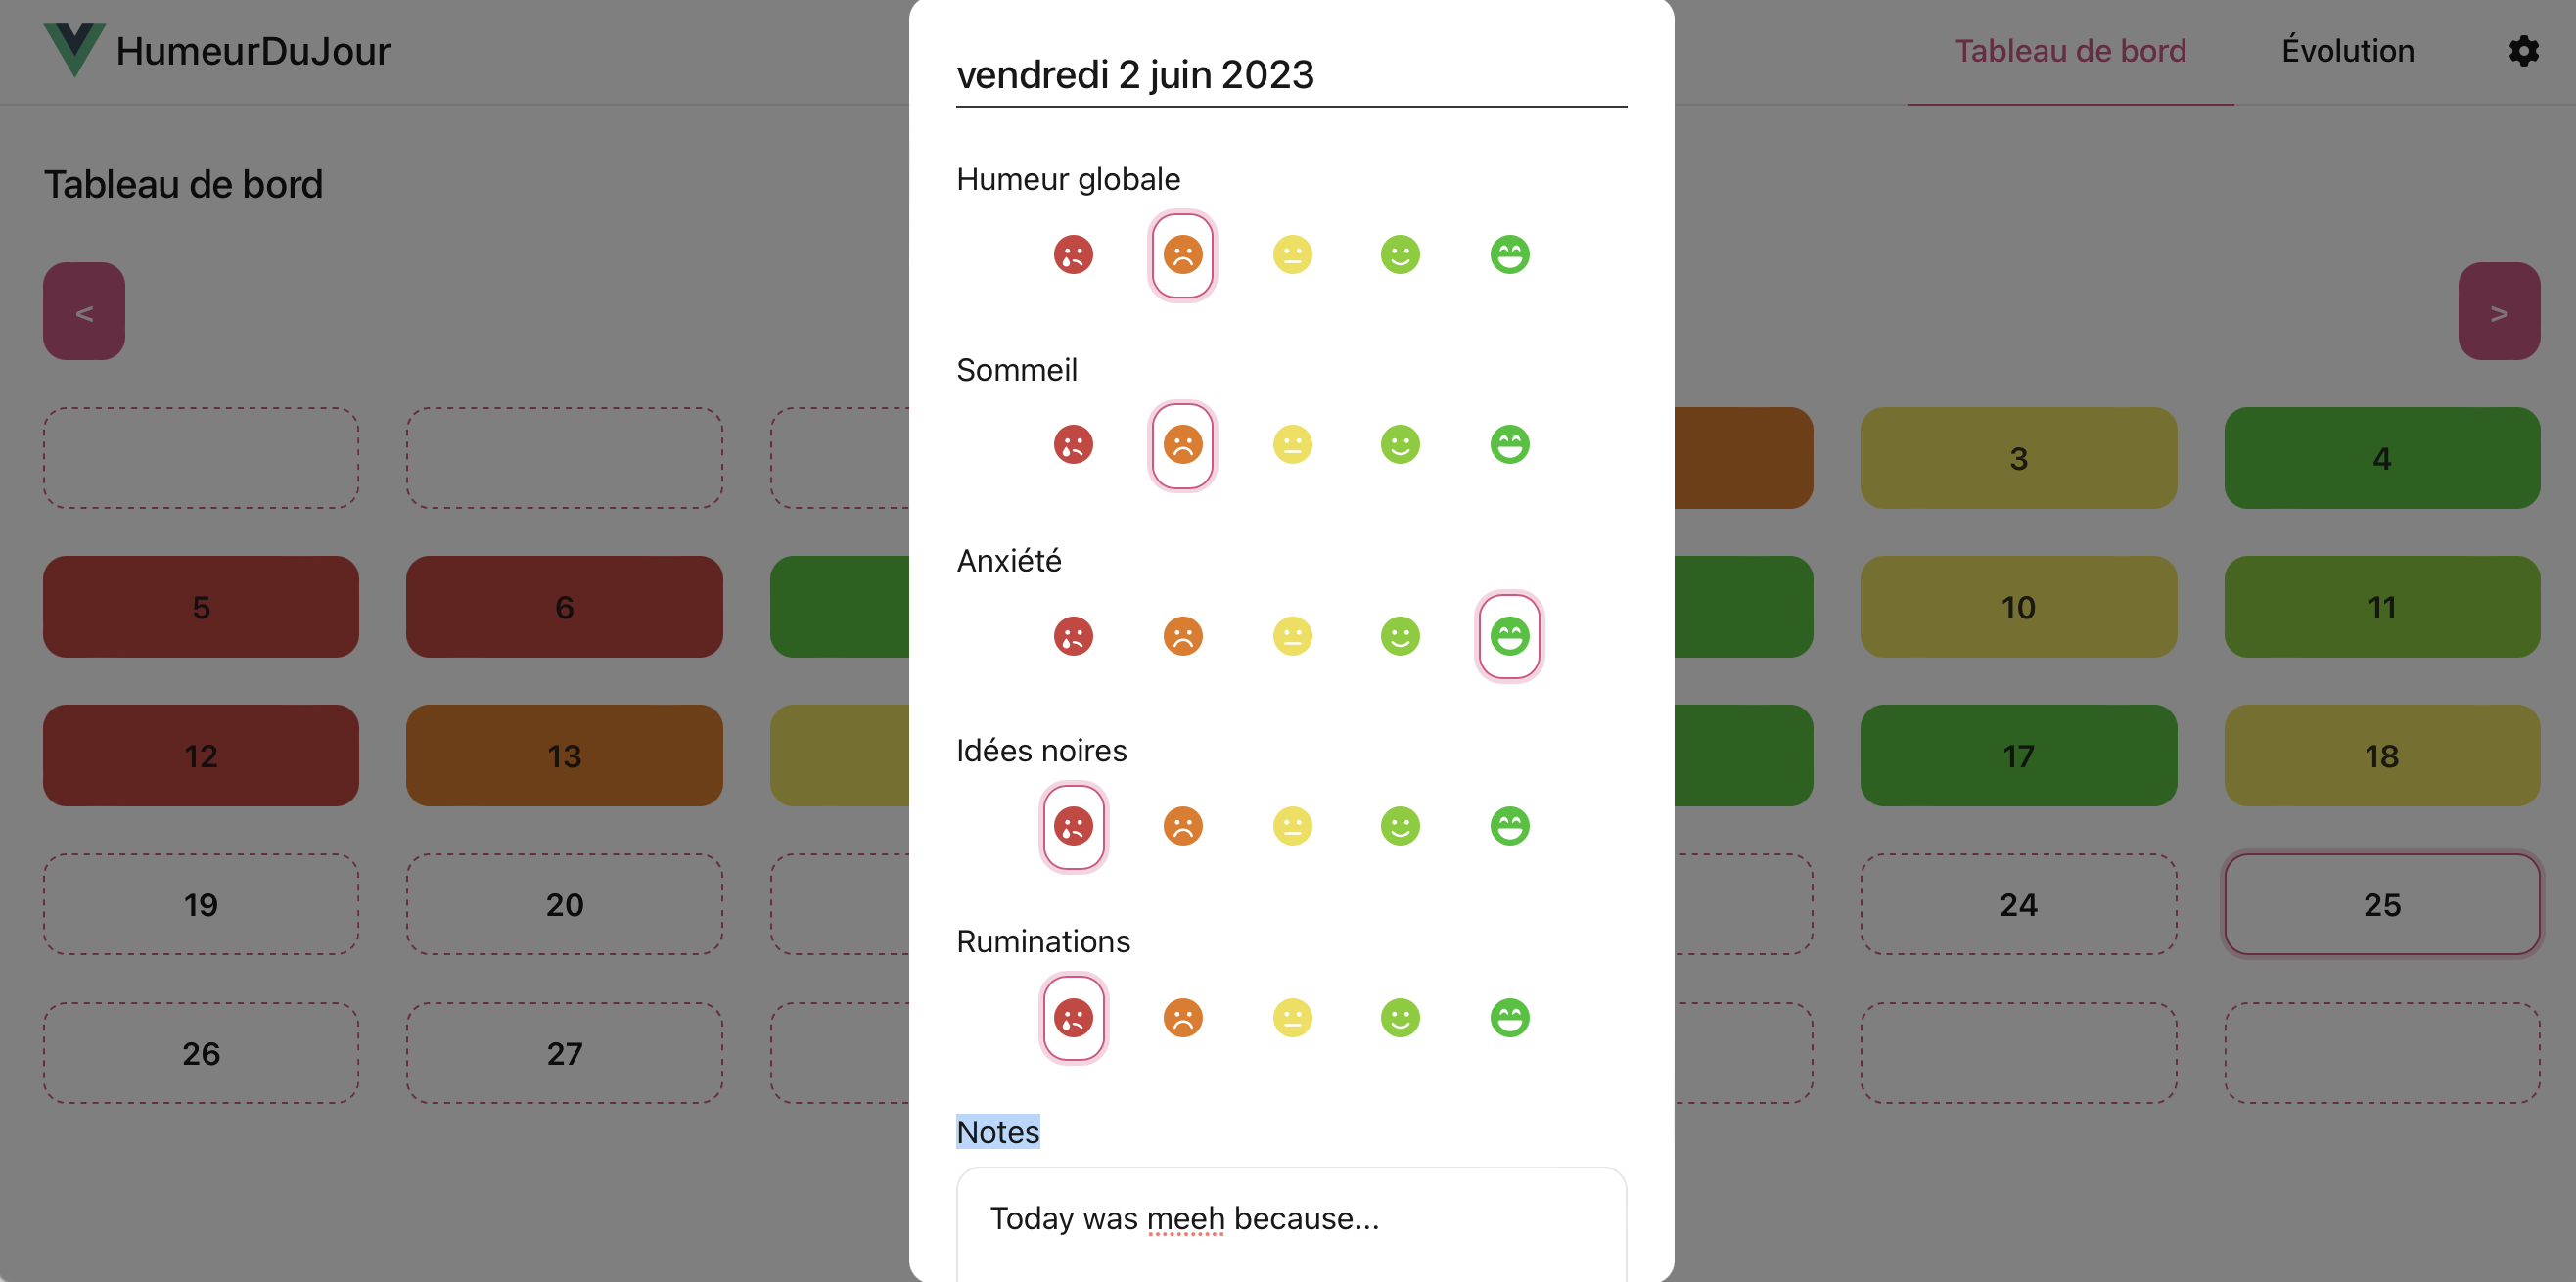 HumeurDuJour
Tableau de bord
Évolution
Tableau de bord
<
>
3
4
5
6
10
11
12
13
17
18
19
20
24
25
26
27
vendredi 2 juin 2023
Humeur globale
Sommeil
Anxiété
Idées noires
Ruminations
Notes
Today was meeh because...